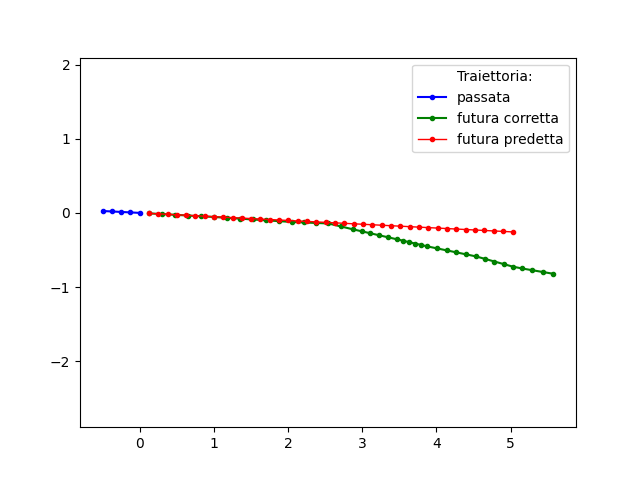 Traiettoria:
passata
futura corretta
futura predetta
2
1
0
−1
−2
0 1 2 3 4 5